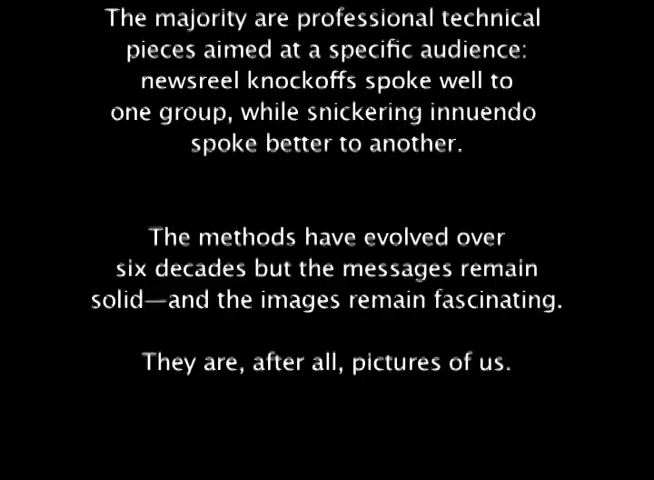 The majority are professional technical
pieces aimed at a specific audience:
newsreel knockoffs spoke well to
one group, while snickering innuendo
spoke better to another.
The methods have evolved over
six decades but the messages remain
solid—and the images remain fascinating.
They are, after all, pictures of us.